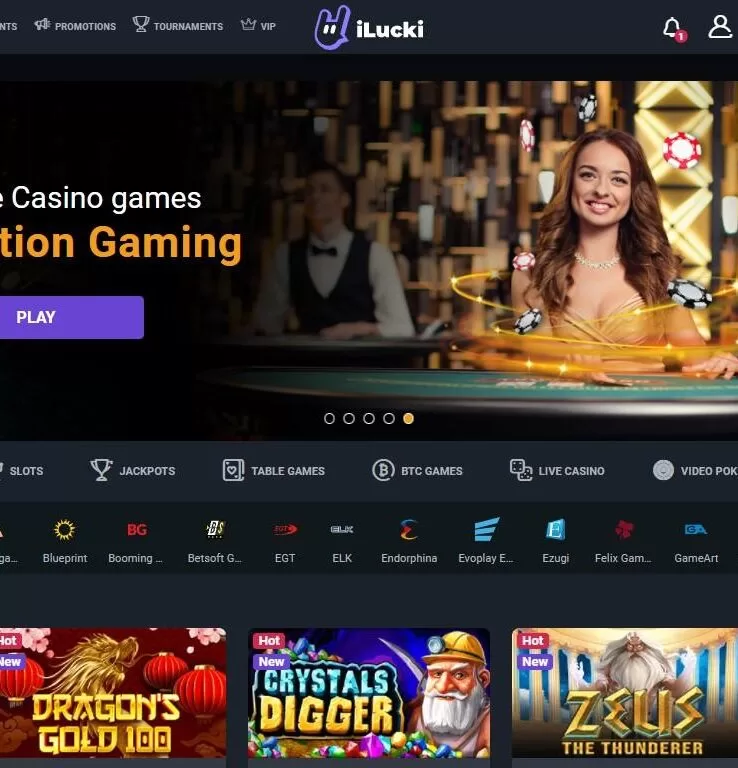 NTS PROMOTIONS TOURNAMENTS VIP iLucki 1
e Casino games
tion Gaming
PLAY
SLOTS JACKPOTS TABLE GAMES BTC GAMES LIVE CASINO VIDEO POK
BG EGT ELK E GA
ga... Blueprint Booming ... Betsoft G... EGT ELK Endorphina Evoplay E... Ezugi Felix Gam... GameArt
Hot Hot Hot
New New New
DRAGON'S CRYSTALS ZEUS
GOLD 100 DIGGER THE THUNDERER